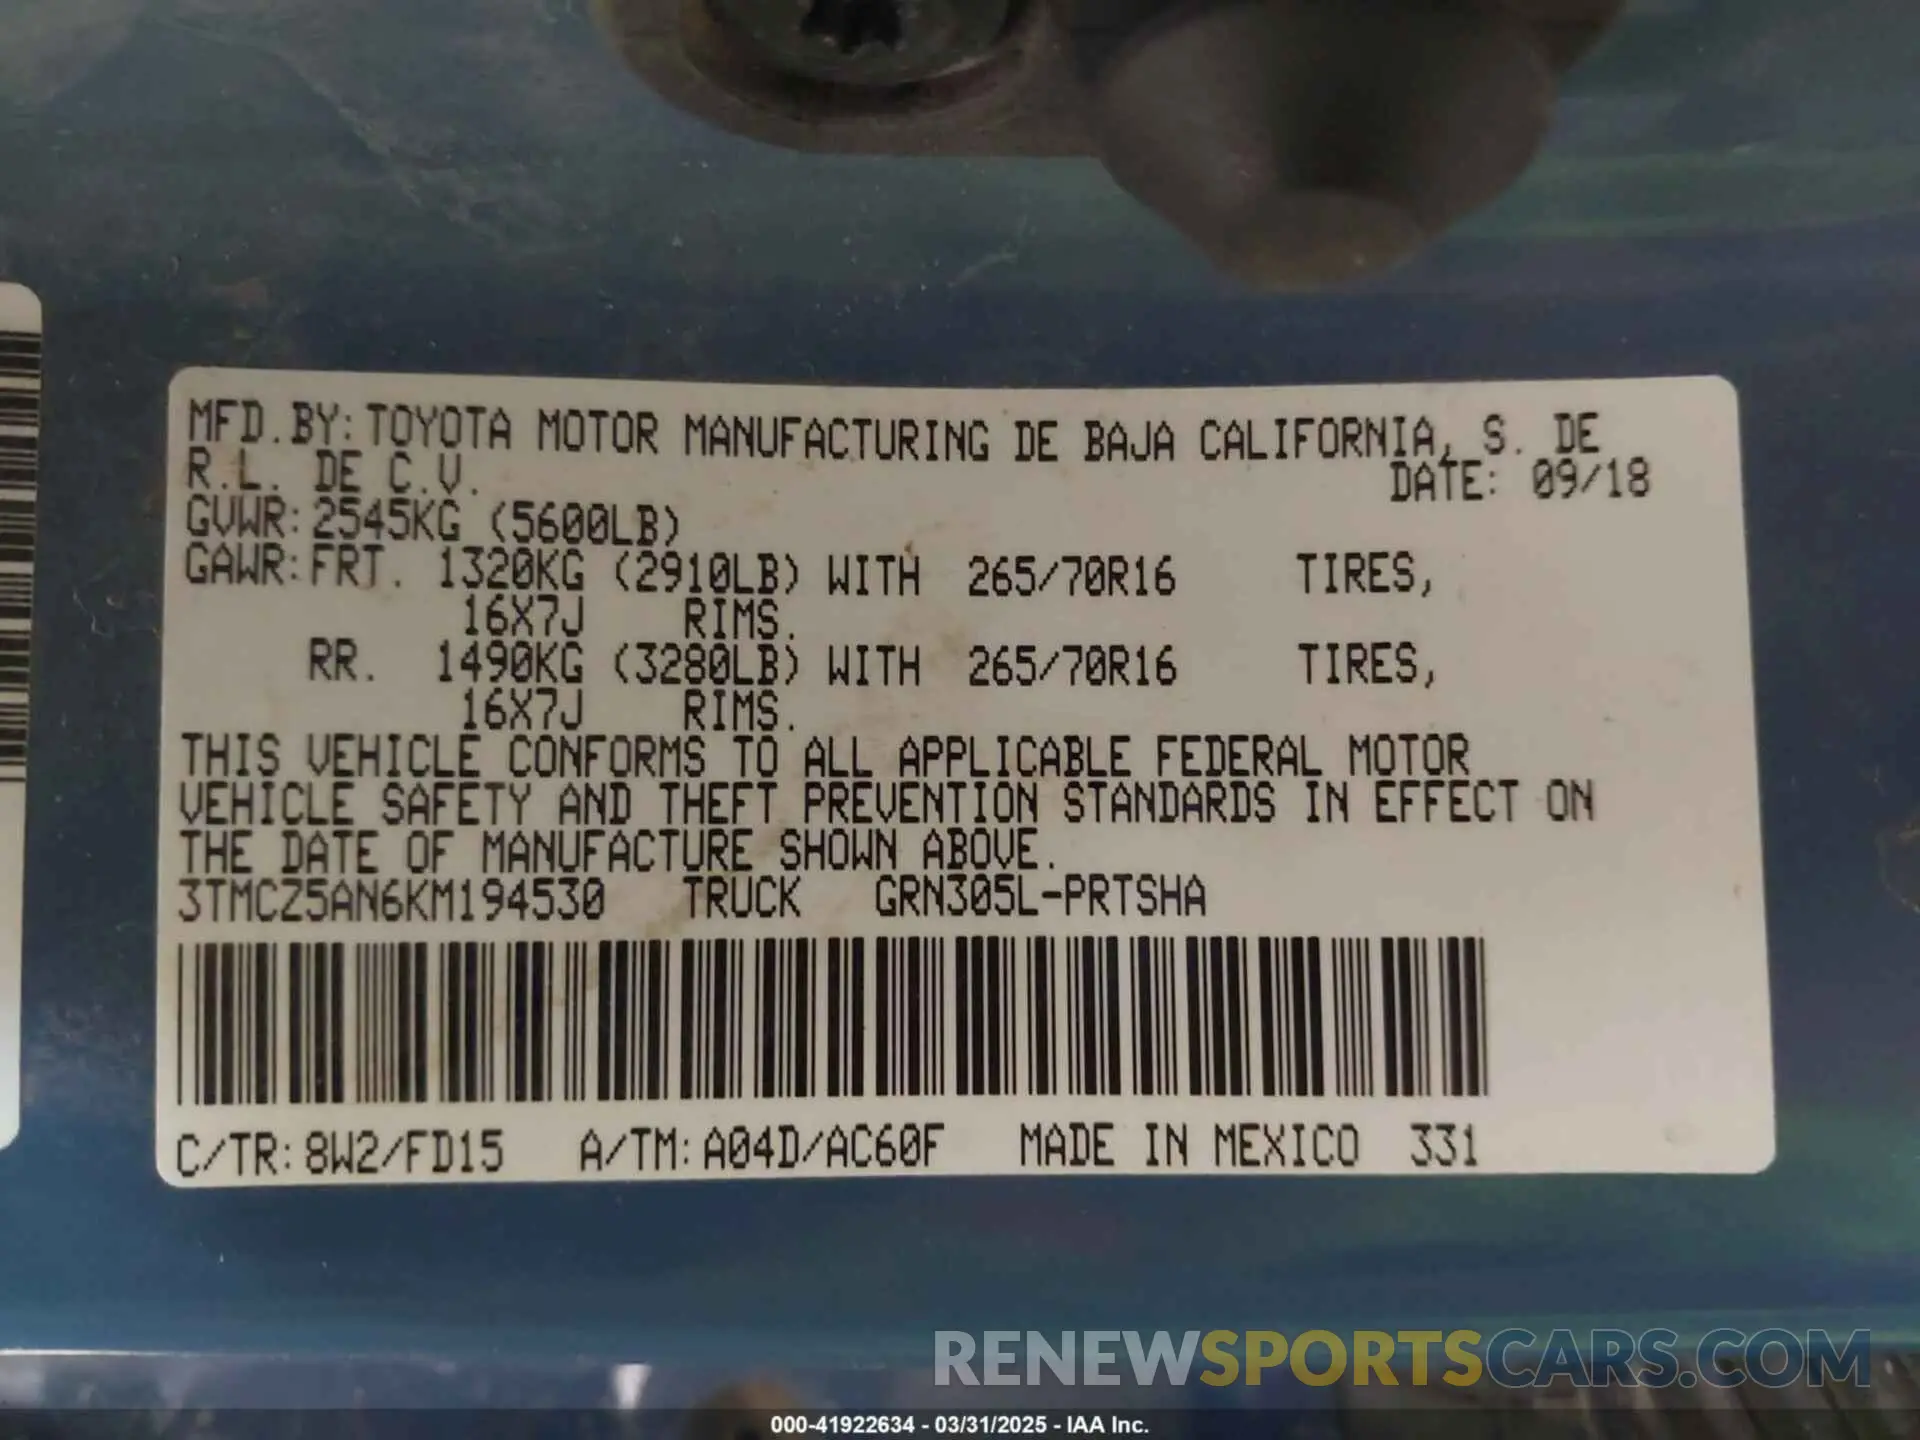 MFD.BY:TOYOTA MOTOR MANUFACTURING DE BAJA CALIFORNIA, S. DE
R.L. DE C.V.
DATE: 09/18
GVWR:2545KG (5600LB)
GAWR:FRT. 1320KG (2910LB) WITH 265/70R16 TIRES,
16X7J RIMS.
RR. 1490KG (3280LB) WITH 265/70R16 TIRES,
16X7J RIMS.
THIS VEHICLE CONFORMS TO ALL APPLICABLE FEDERAL MOTOR
VEHICLE SAFETY AND THEFT PREVENTION STANDARDS IN EFFECT ON
THE DATE OF MANUFACTURE SHOWN ABOVE.
3TMCZ5AN6KM194530 TRUCK GRN305L-PRTSHA
C/TR:8W2/FD15 A/TM:A04D/AC60F MADE IN MEXICO 331
RENEWSPORTSCARS.COM
000-41922634 - 03/31/2025 - IAA Inc.